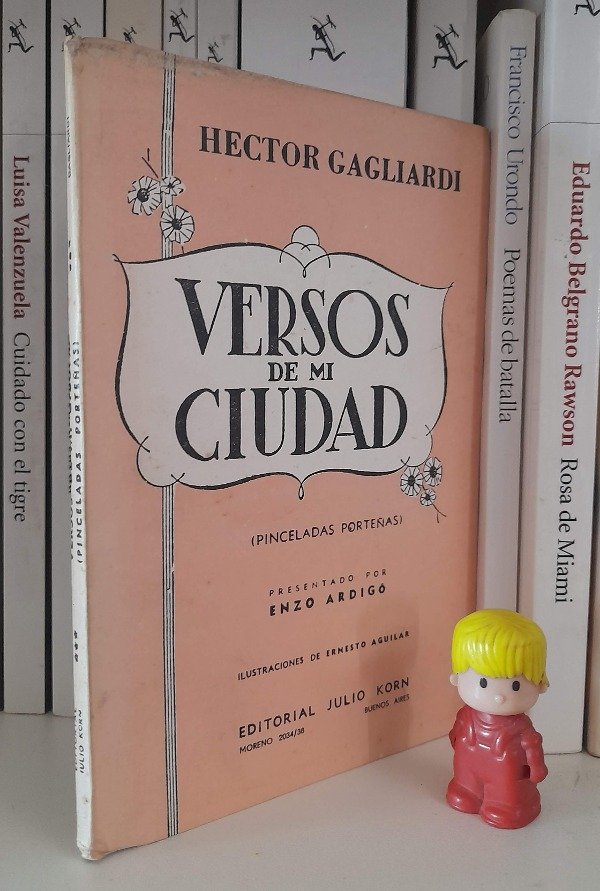 HECTOR GAGLIARDI
VERSOS
DE MI
CIUDAD
(PINCELADAS PORTEÑAS)
PRESENTADO POR
ENZO ARDIGÓ
ILUSTRACIONES DE ERNESTO AGUILAR
EDITORIAL JULIO KORN
MORENO 2034/38 BUENOS AIRES
(PINCELADAS PORTEÑAS)
JULIO KORN
Luisa Valenzuela Cuidado con el tigre
Francisco Urondo Poemas de batalla
Eduardo Belgrano Rawson Rosa de Miami